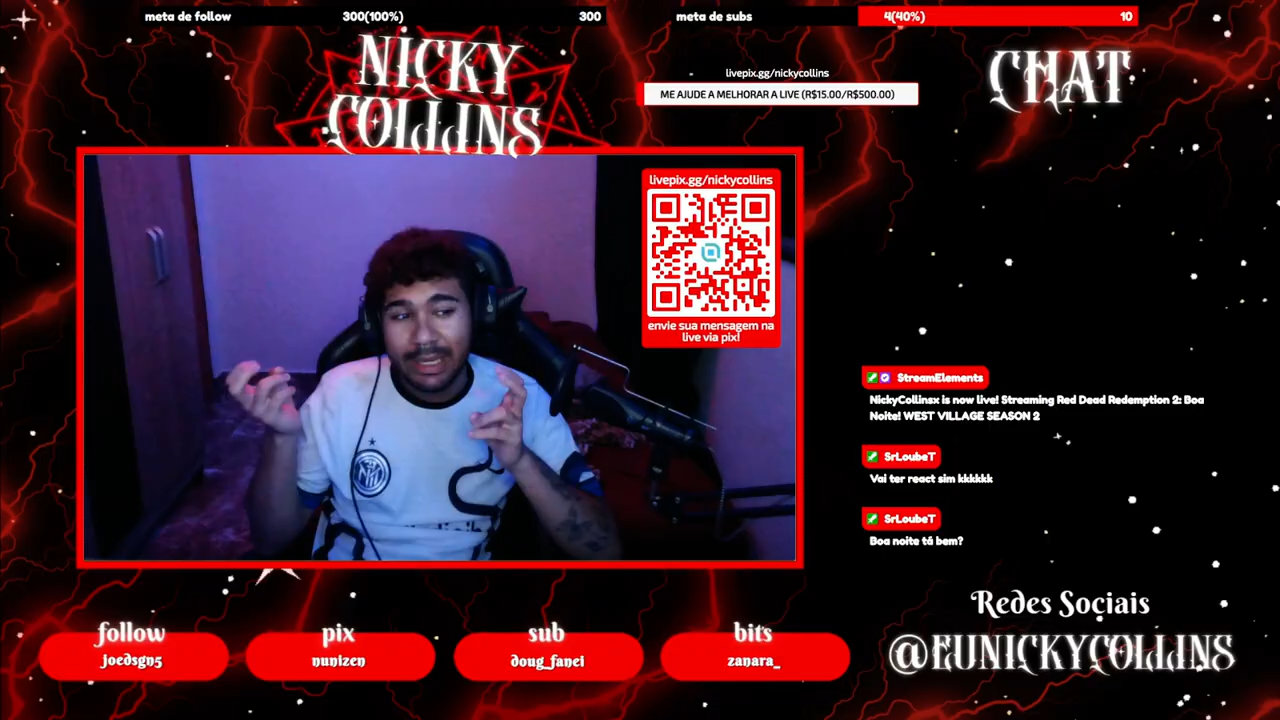 meta de follow 300(100%) 300
meta de subs 4(40%) 10
NICKY
COLLINS
livepix.gg/nickycollins
ME AJUDE A MELHORAR A LIVE (R$15.00/R$500.00)
CHAT
livepix.gg/nickycollins
envie sua mensagem na
live via pix!
StreamElements
NickyCollinsx is now live! Streaming Red Dead Redemption 2: Boa
Noite! WEST VILLAGE SEASON 2
SrLoubeT
Vai ter react sim kkkkkk
SrLoubeT
Boa noite tá bem?
Redes Sociais
@EUNICKYCOLLINS
follow
joedsgn5
pix
nunizen
sub
doug_fanei
bits
zanara_